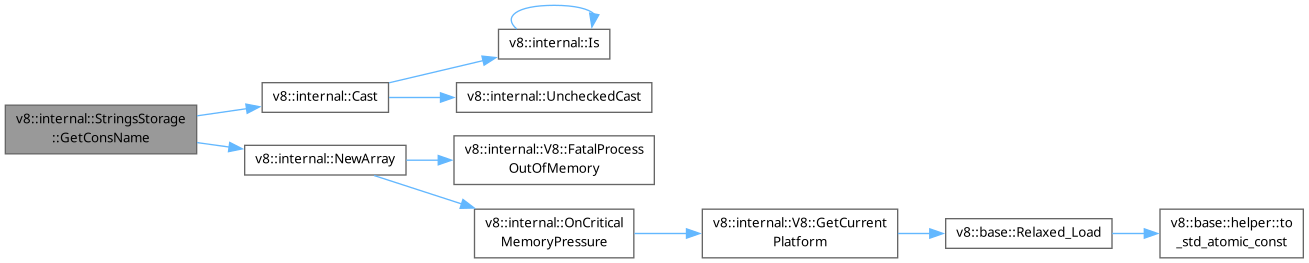 v8::internal::Is
v8::internal::Cast
v8::internal::UncheckedCast
v8::internal::StringsStorage
::GetConsName
v8::internal::NewArray
v8::internal::V8::FatalProcess
OutOfMemory
v8::internal::OnCritical
MemoryPressure
v8::internal::V8::GetCurrent
Platform
v8::base::Relaxed_Load
v8::base::helper::to
_std_atomic_const